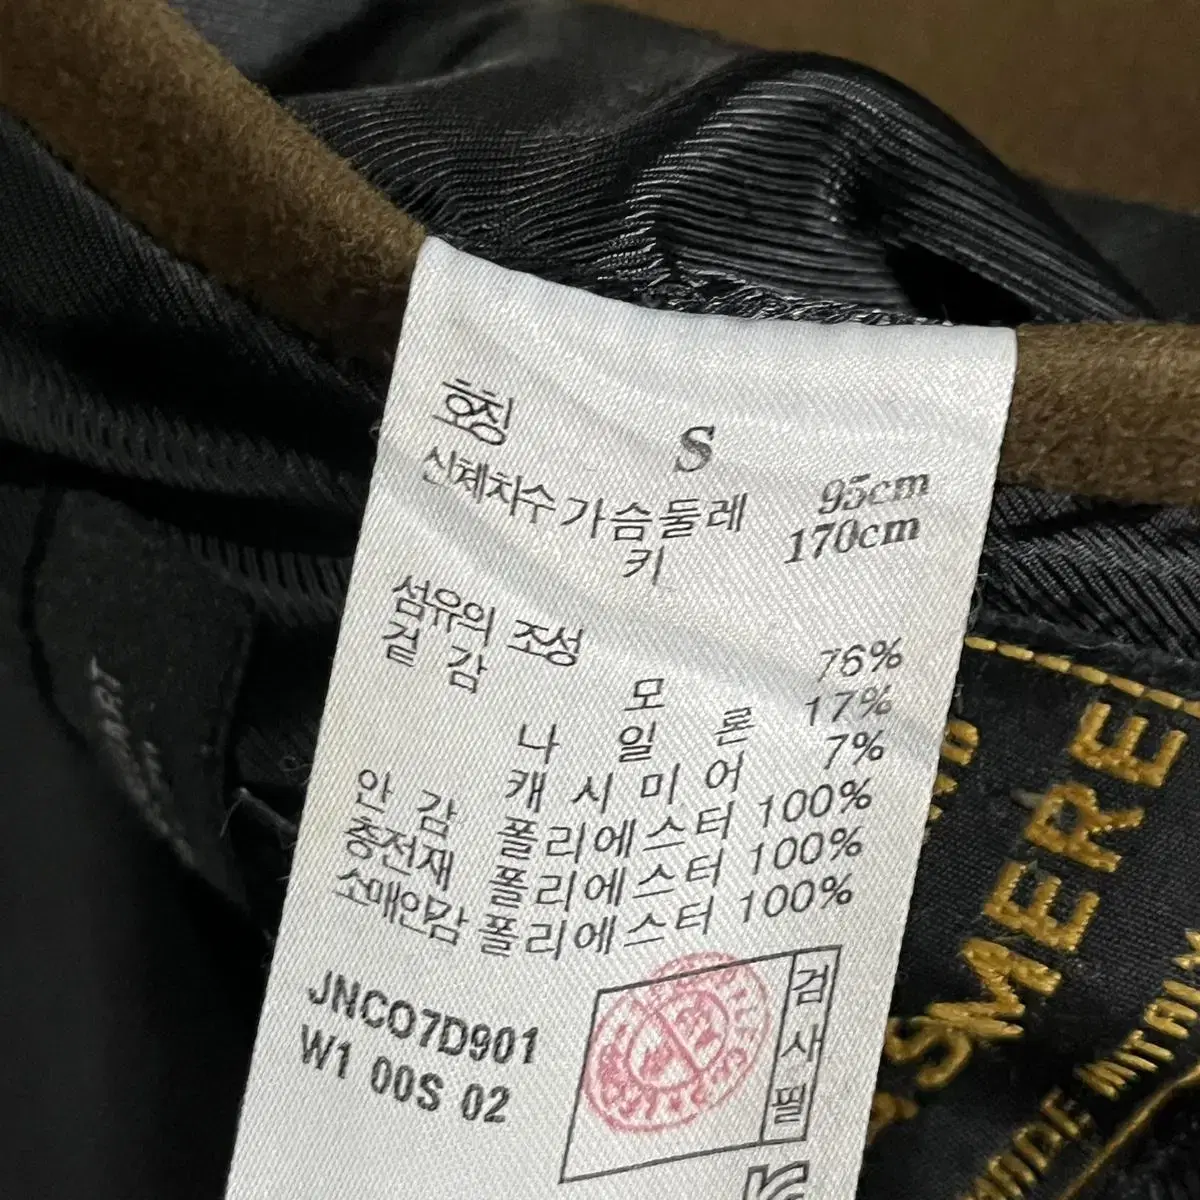 호칭 S
신체치수 가슴둘레 95cm
키 170cm
섬유의 조성
겉감 모 76%
나일론 17%
캐시미어 7%
안감 폴리에스터 100%
충전재 폴리에스터 100%
소매안감 폴리에스터 100%
JNCO7D901
W1 00S 02
검사필
SMERE
MADE